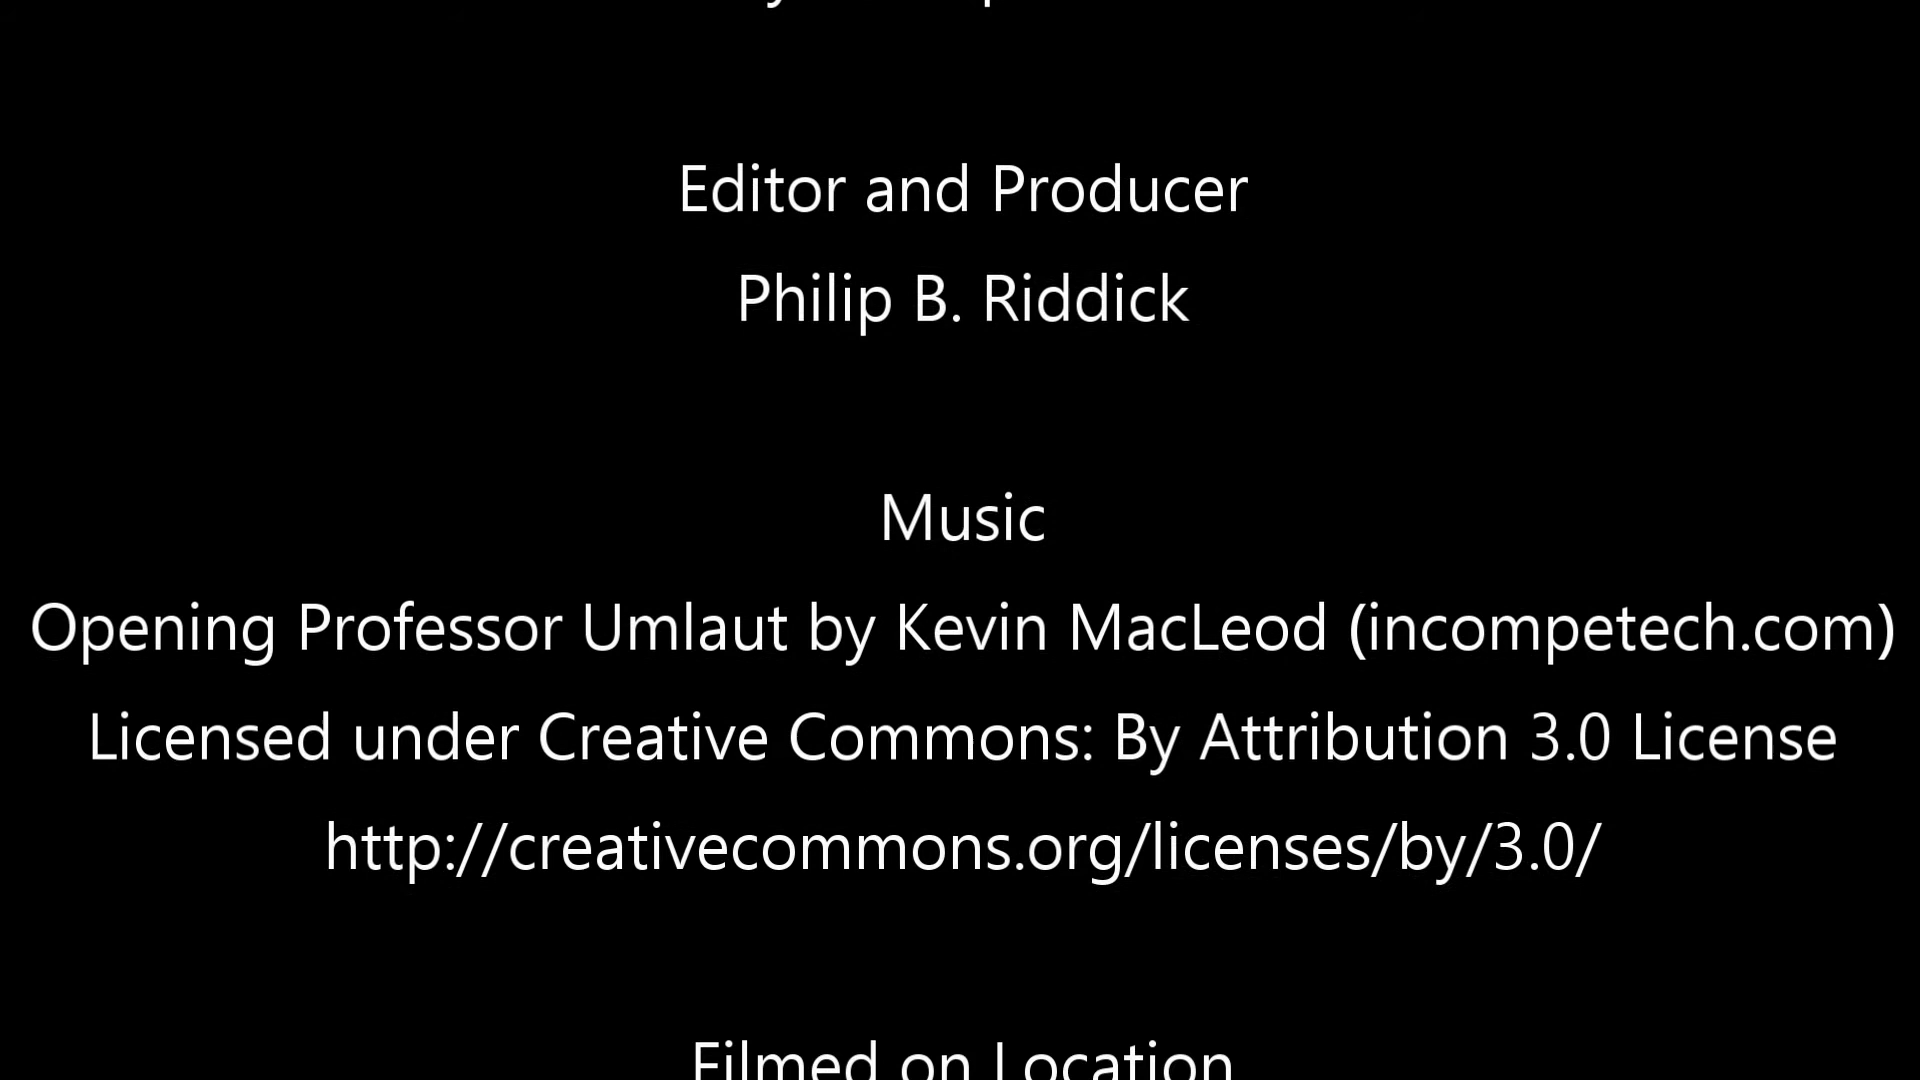 Editor and Producer
Philip B. Riddick
Music
Opening Professor Umlaut by Kevin MacLeod (incompetech.com)
Licensed under Creative Commons: By Attribution 3.0 License
http://creativecommons.org/licenses/by/3.0/
Filmed on Location